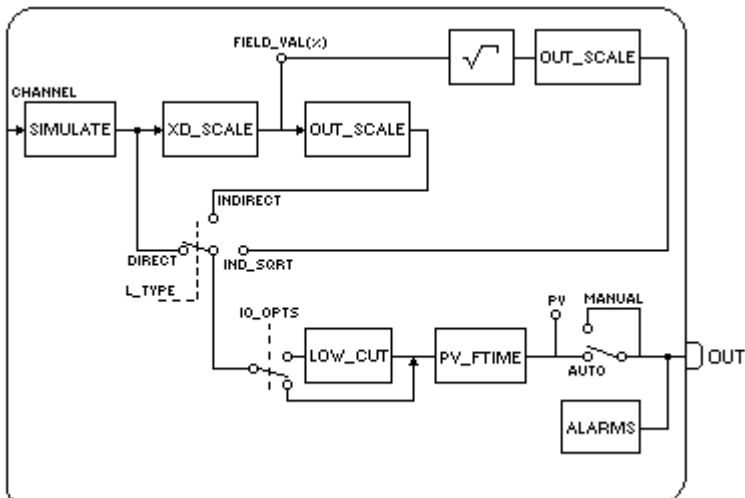 FIELD_VAL(%)
√
OUT_SCALE
CHANNEL
SIMULATE
XD_SCALE
OUT_SCALE
INDIRECT
DIRECT
IND_SQRT
L_TYPE
IO_OPTS
PV
MANUAL
LOW_CUT
PV_FTIME
OUT
AUTO
ALARMS